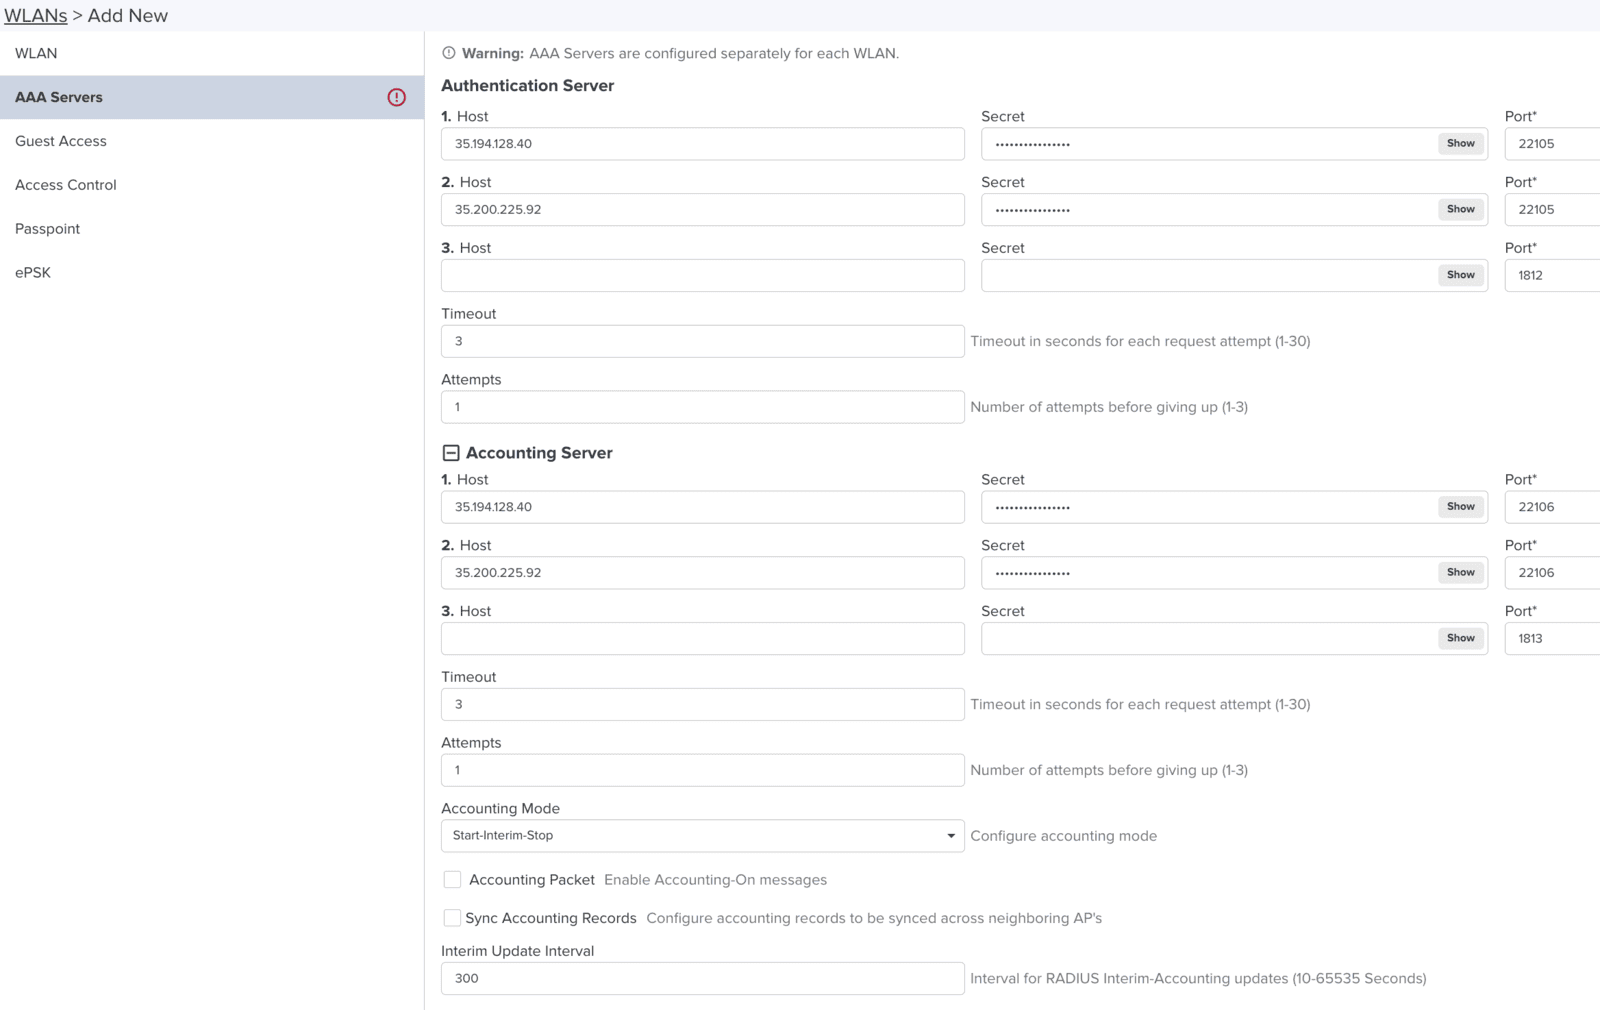 WLANs > Add New
WLAN
AAA Servers
Guest Access
Access Control
Passpoint
ePSK
Warning: AAA Servers are configured separately for each WLAN.
Authentication Server
1. Host Secret Port*
35.194.128.40 •••••••••••••••• Show 22105
2. Host Secret Port*
35.200.225.92 •••••••••••••••• Show 22105
3. Host Secret Port*
Show 1812
Timeout
3 Timeout in seconds for each request attempt (1-30)
Attempts
1 Number of attempts before giving up (1-3)
Accounting Server
1. Host Secret Port*
35.194.128.40 •••••••••••••••• Show 22106
2. Host Secret Port*
35.200.225.92 •••••••••••••••• Show 22106
3. Host Secret Port*
Show 1813
Timeout
3 Timeout in seconds for each request attempt (1-30)
Attempts
1 Number of attempts before giving up (1-3)
Accounting Mode
Start-Interim-Stop Configure accounting mode
Accounting Packet Enable Accounting-On messages
Sync Accounting Records Configure accounting records to be synced across neighboring AP's
Interim Update Interval
300 Interval for RADIUS Interim-Accounting updates (10-65535 Seconds)